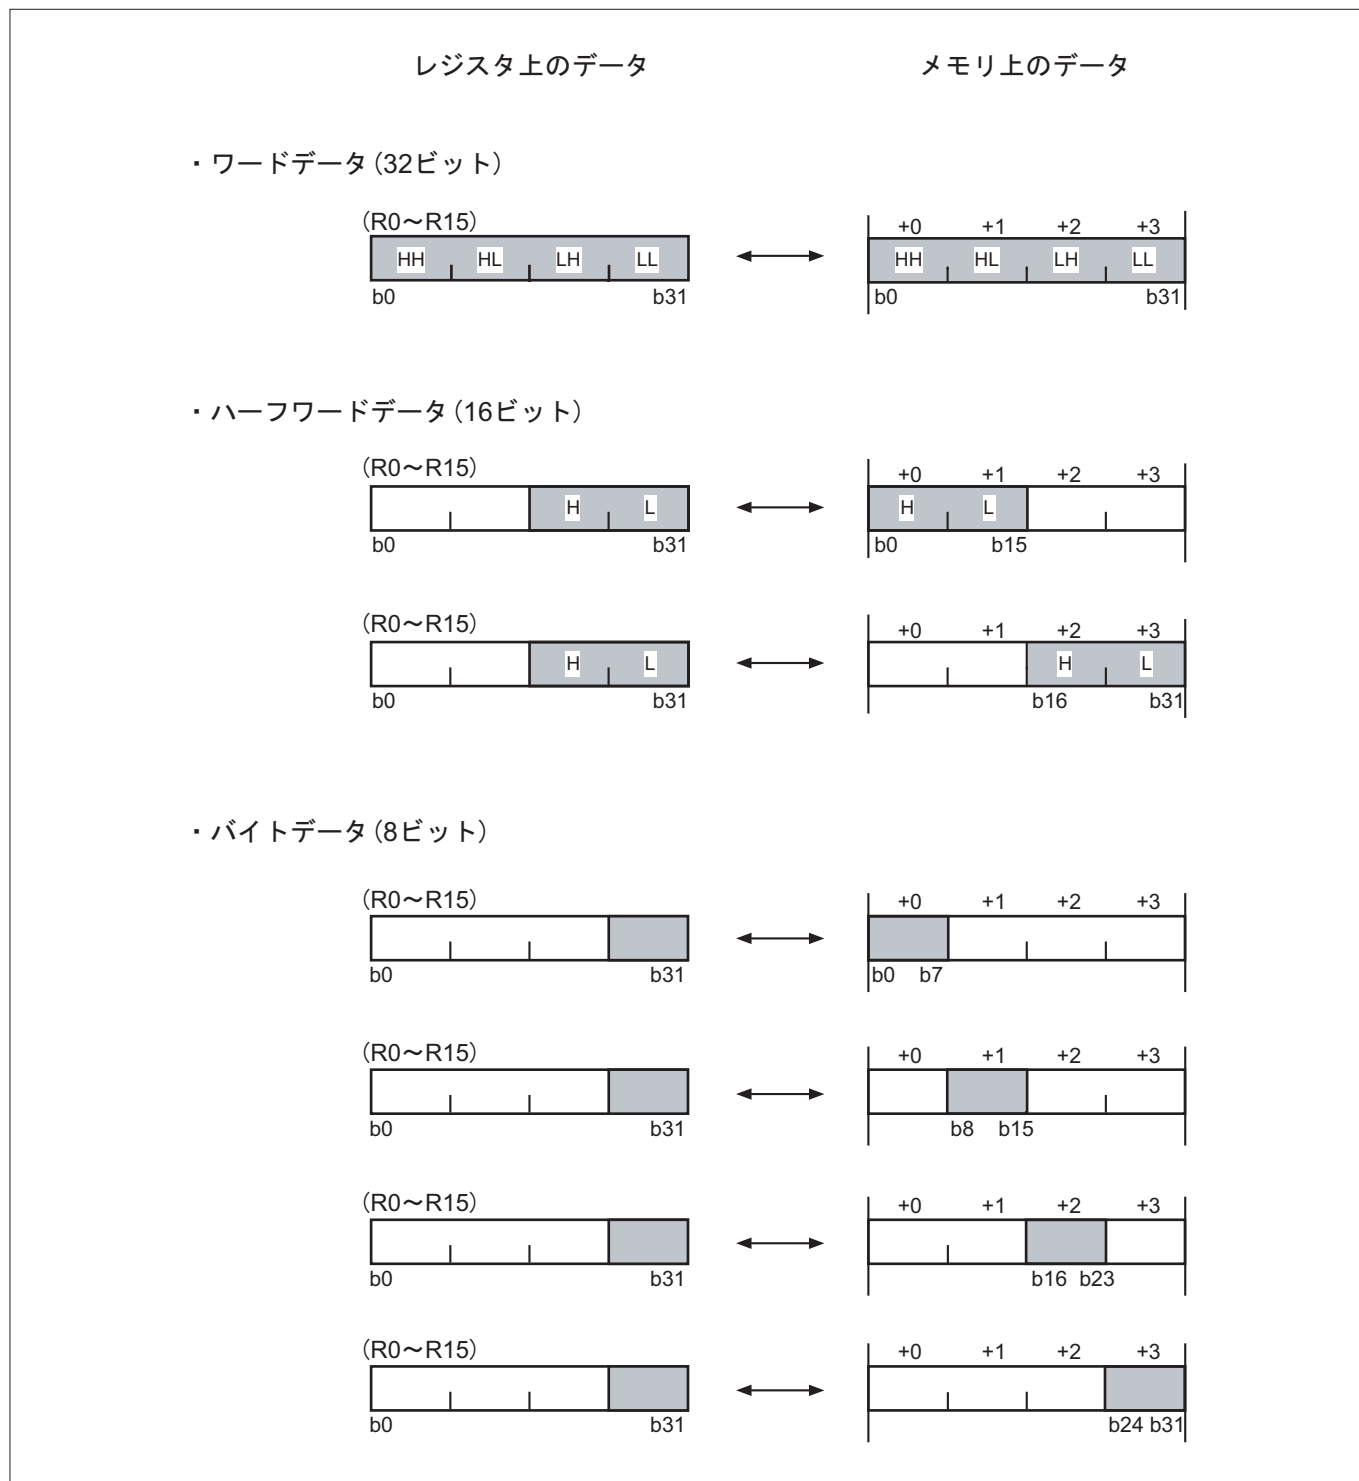 レジスタ上のデータ メモリ上のデータ
・ワードデータ(32ビット)
(R0～R15) +0 +1 +2 +3
HH HL LH LL HH HL LH LL
b0 b31 b0 b31
・ハーフワードデータ(16ビット)
(R0～R15) +0 +1 +2 +3
H L H L
b0 b31 b0 b15
(R0～R15) +0 +1 +2 +3
H L H L
b0 b31 b16 b31
・バイトデータ(8ビット)
(R0～R15) +0 +1 +2 +3
b0 b31 b0 b7
(R0～R15) +0 +1 +2 +3
b0 b31 b8 b15
(R0～R15) +0 +1 +2 +3
b0 b31 b16 b23
(R0～R15) +0 +1 +2 +3
b0 b31 b24 b31